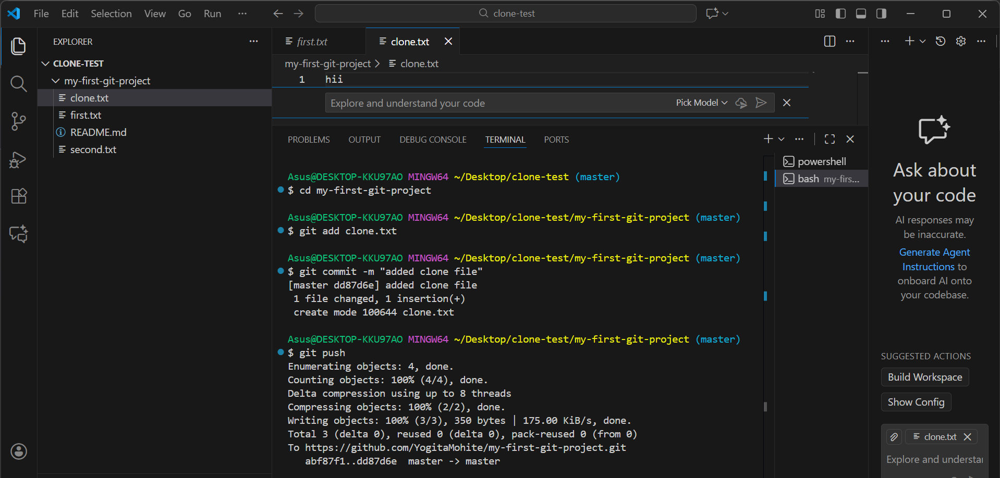 File Edit Selection View Go Run ··· clone-test
EXPLORER
CLONE-TEST
my-first-git-project
clone.txt
first.txt
README.md
second.txt
first.txt
clone.txt
my-first-git-project > clone.txt
1 hii
Explore and understand your code Pick Model
PROBLEMS OUTPUT DEBUG CONSOLE TERMINAL PORTS
Asus@DESKTOP-KKU97AO MINGW64 ~/Desktop/clone-test (master)
$ cd my-first-git-project
Asus@DESKTOP-KKU97AO MINGW64 ~/Desktop/clone-test/my-first-git-project (master)
$ git add clone.txt
Asus@DESKTOP-KKU97AO MINGW64 ~/Desktop/clone-test/my-first-git-project (master)
$ git commit -m "added clone file"
[master dd87d6e] added clone file
1 file changed, 1 insertion(+)
create mode 100644 clone.txt
Asus@DESKTOP-KKU97AO MINGW64 ~/Desktop/clone-test/my-first-git-project (master)
$ git push
Enumerating objects: 4, done.
Counting objects: 100% (4/4), done.
Delta compression using up to 8 threads
Compressing objects: 100% (2/2), done.
Writing objects: 100% (3/3), 350 bytes | 175.00 KiB/s, done.
Total 3 (delta 0), reused 0 (delta 0), pack-reused 0 (from 0)
To https://github.com/YogitaMohite/my-first-git-project.git
abf87f1..dd87d6e master -> master
powershell
bash my-firs...
Ask about
your code
AI responses may
be inaccurate.
Generate Agent
Instructions to
onboard AI onto
your codebase.
SUGGESTED ACTIONS
Build Workspace
Show Config
clone.txt
Explore and understa